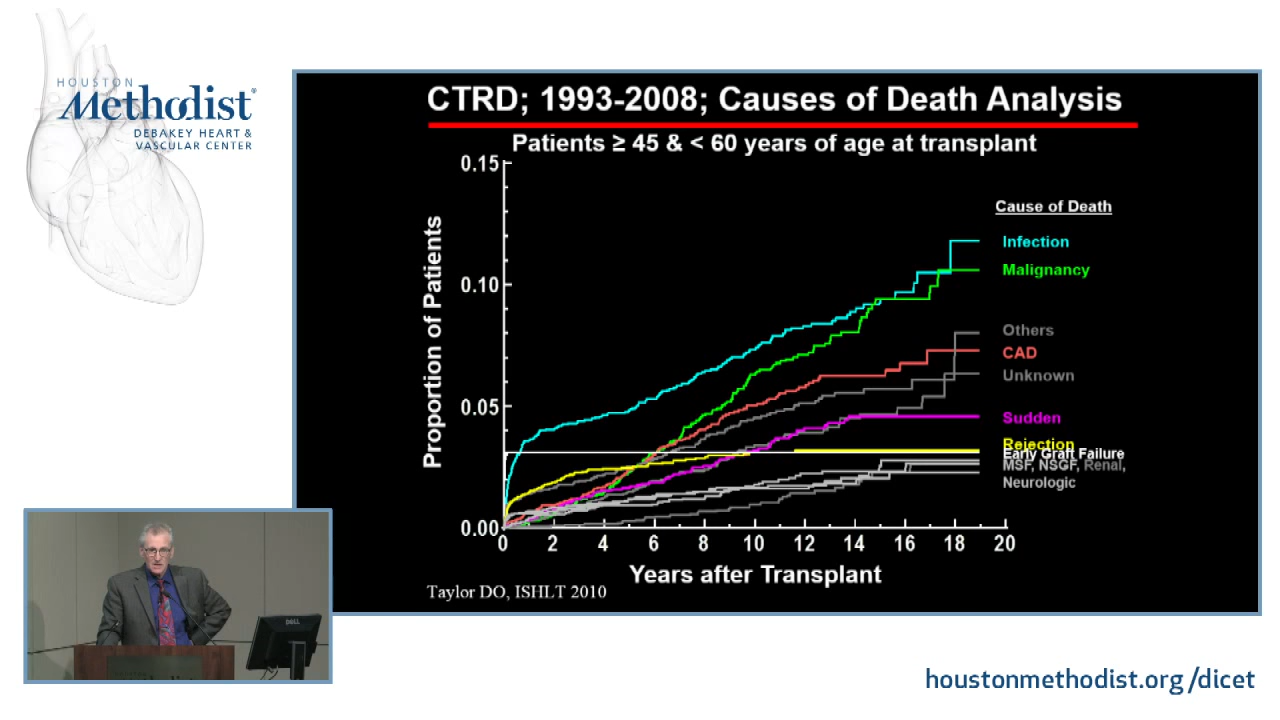 HOUSTON
Methodist®
DEBAKEY HEART &
VASCULAR CENTER
CTRD; 1993-2008; Causes of Death Analysis
Patients ≥ 45 & < 60 years of age at transplant
0.15
0.10
0.05
0.00
Proportion of Patients
Cause of Death
Infection
Malignancy
Others
CAD
Unknown
Sudden
Rejection
Early Graft Failure
MSF, NSGF, Renal,
Neurologic
0 2 4 6 8 10 12 14 16 18 20
Years after Transplant
Taylor DO, ISHLT 2010
DELL
houstonmethodist.org/dicet